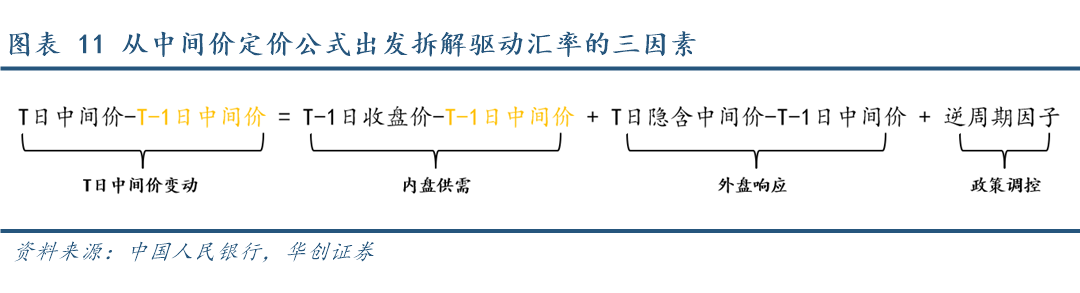 图表 11 从中间价定价公式出发拆解驱动汇率的三因素
T日中间价-T-1日中间价 = T-1日收盘价-T-1日中间价 + T日隐含中间价-T-1日中间价 + 逆周期因子
T日中间价变动 内盘供需 外盘响应 政策调控
资料来源：中国人民银行，华创证券